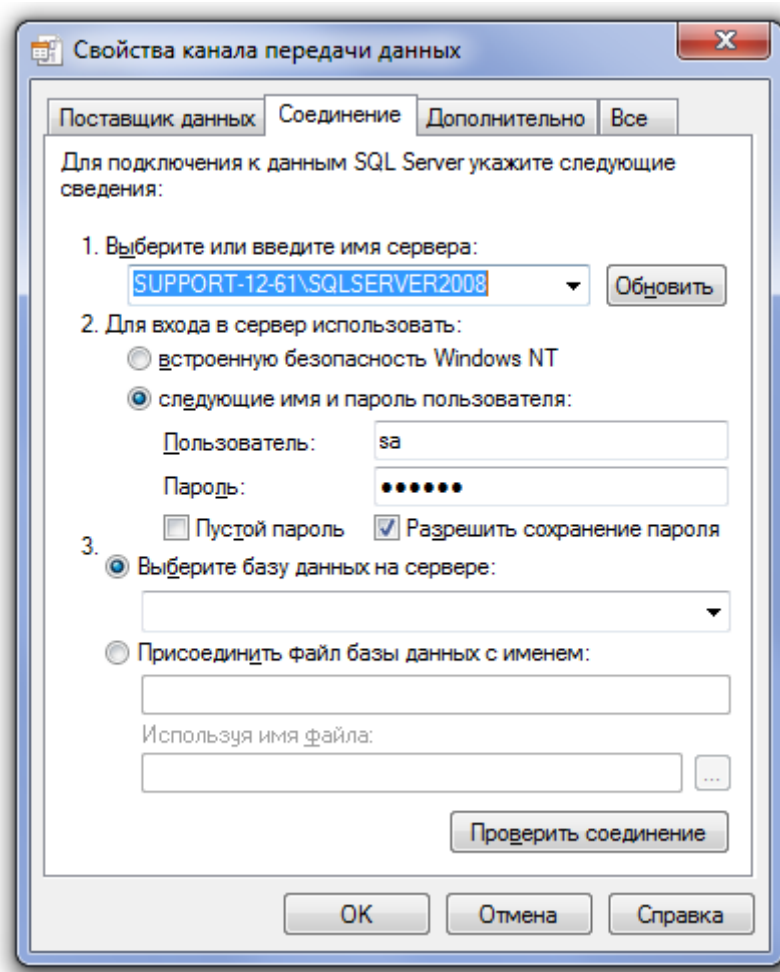 Свойства канала передачи данных
Поставщик данных Соединение Дополнительно Все
Для подключения к данным SQL Server укажите следующие
сведения:
1. Выберите или введите имя сервера:
SUPPORT-12-61\SQLSERVER2008 Обновить
2. Для входа в сервер использовать:
встроенную безопасность Windows NT
следующие имя и пароль пользователя:
Пользователь: sa
Пароль: ●●●●●●
Пустой пароль Разрешить сохранение пароля
3. Выберите базу данных на сервере:
Присоединить файл базы данных с именем:
Используя имя файла:
...
Проверить соединение
OK Отмена Справка